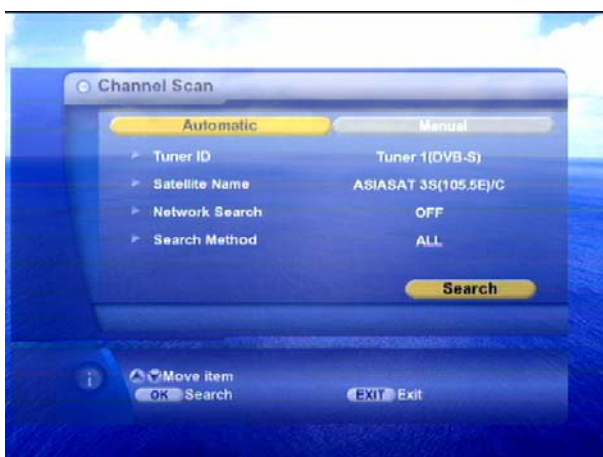 Channel Scan
Automatic Manual
Tuner ID Tuner 1(DVB-S)
Satellite Name ASIASAT 3S(105.5E)/C
Network Search OFF
Search Method ALL
Search
i Move item
OK Search EXIT Exit